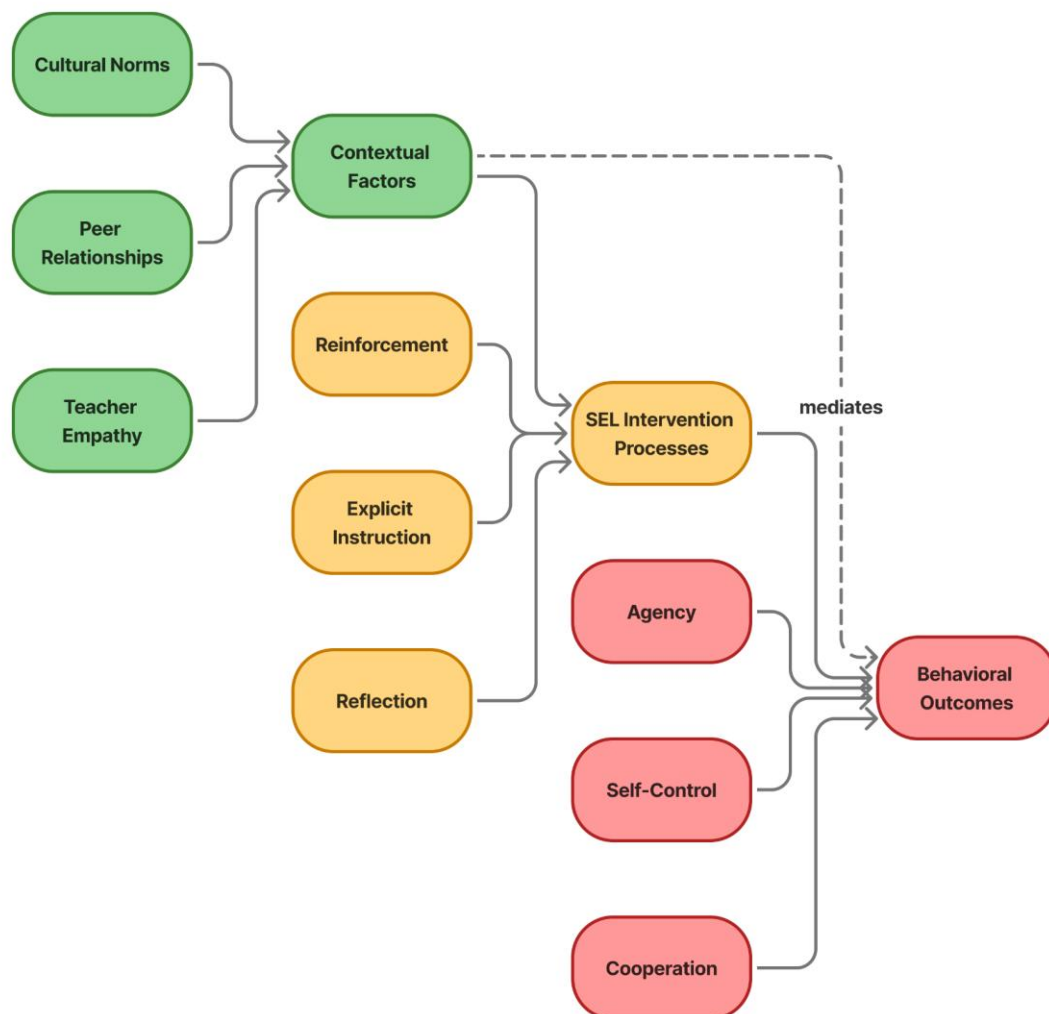 Cultural Norms
Contextual
Factors
Peer
Relationships
Reinforcement
Teacher
Empathy
SEL Intervention
Processes
mediates
Explicit
Instruction
Agency
Reflection
Behavioral
Outcomes
Self-Control
Cooperation